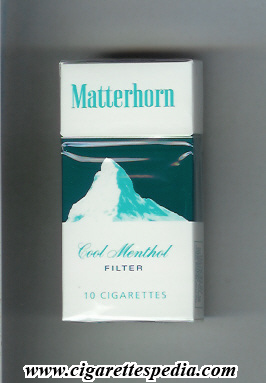 Matterhorn
Cool Menthol
FILTER
10 CIGARETTES
www.cigarettespedia.com